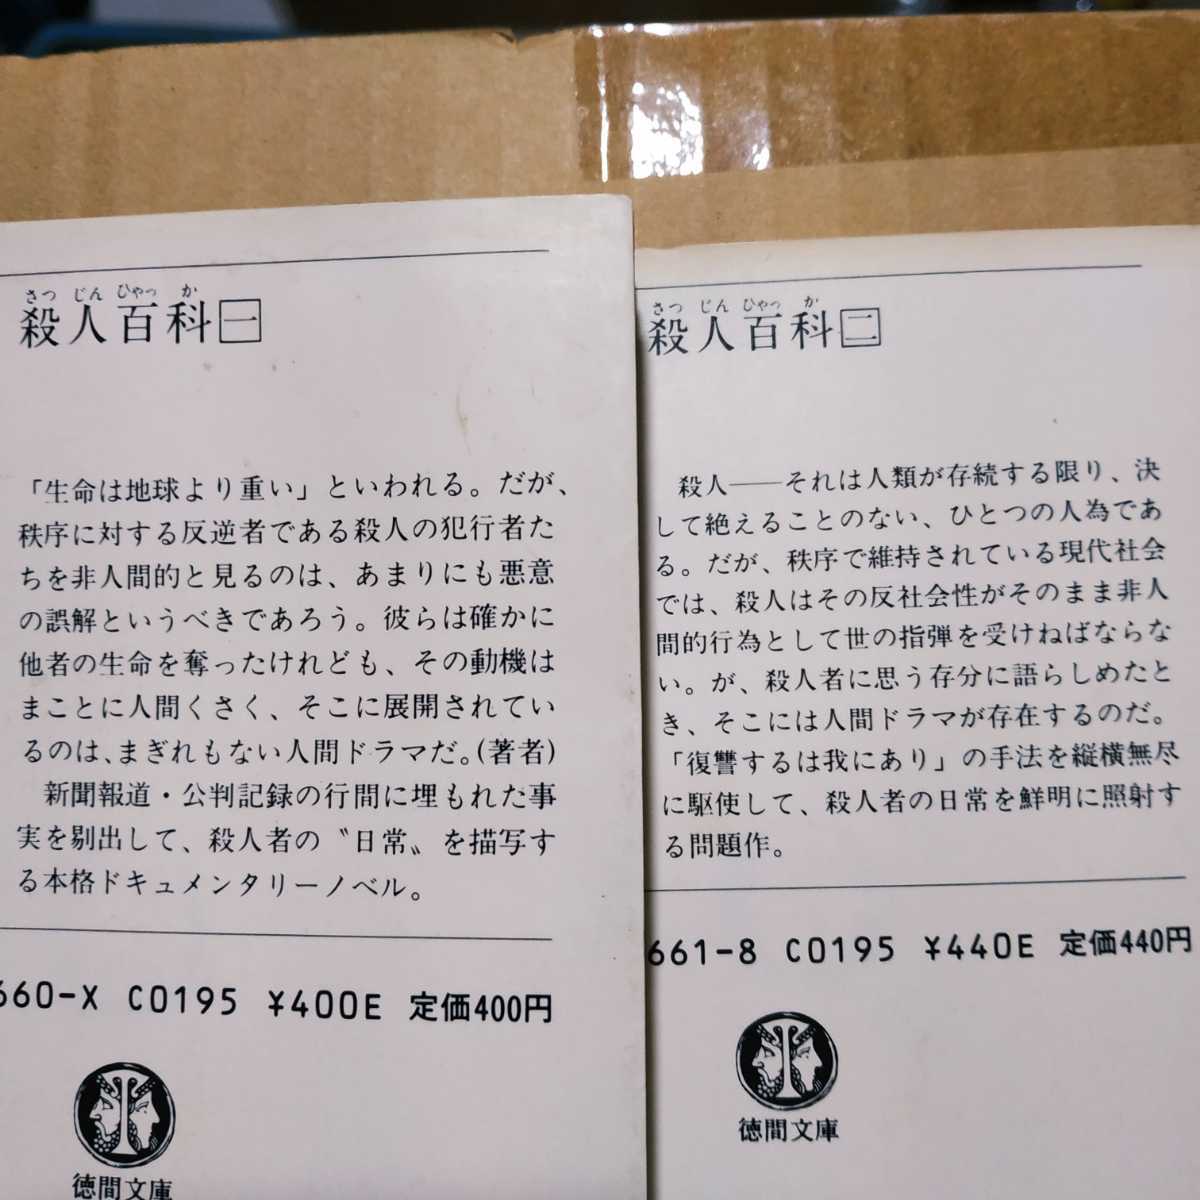 さつ じん ひゃっ か
殺人百科一
「生命は地球より重い」といわれる。だが、
秩序に対する反逆者である殺人の犯行者た
ちを非人間的と見るのは、あまりにも悪意
の誤解というべきであろう。彼らは確かに
他者の生命を奪ったけれども、その動機は
まことに人間くさく、そこに展開されてい
るのは、まぎれもない人間ドラマだ。(著者)
新聞報道・公判記録の行間に埋もれた事
実を剔出して、殺人者の〝日常〟を描写す
る本格ドキュメンタリーノベル。
660-X C0195 ¥400E 定価400円
徳間文庫
さつ じん ひゃっ か
殺人百科二
殺人――それは人類が存続する限り、決
して絶えることのない、ひとつの人為であ
る。だが、秩序で維持されている現代社会
では、殺人はその反社会性がそのまま非人
間的行為として世の指弾を受けねばならな
い。が、殺人者に思う存分に語らしめたと
き、そこには人間ドラマが存在するのだ。
「復讐するは我にあり」の手法を縦横無尽
に駆使して、殺人者の日常を鮮明に照射す
る問題作。
661-8 C0195 ¥440E 定価440円
徳間文庫